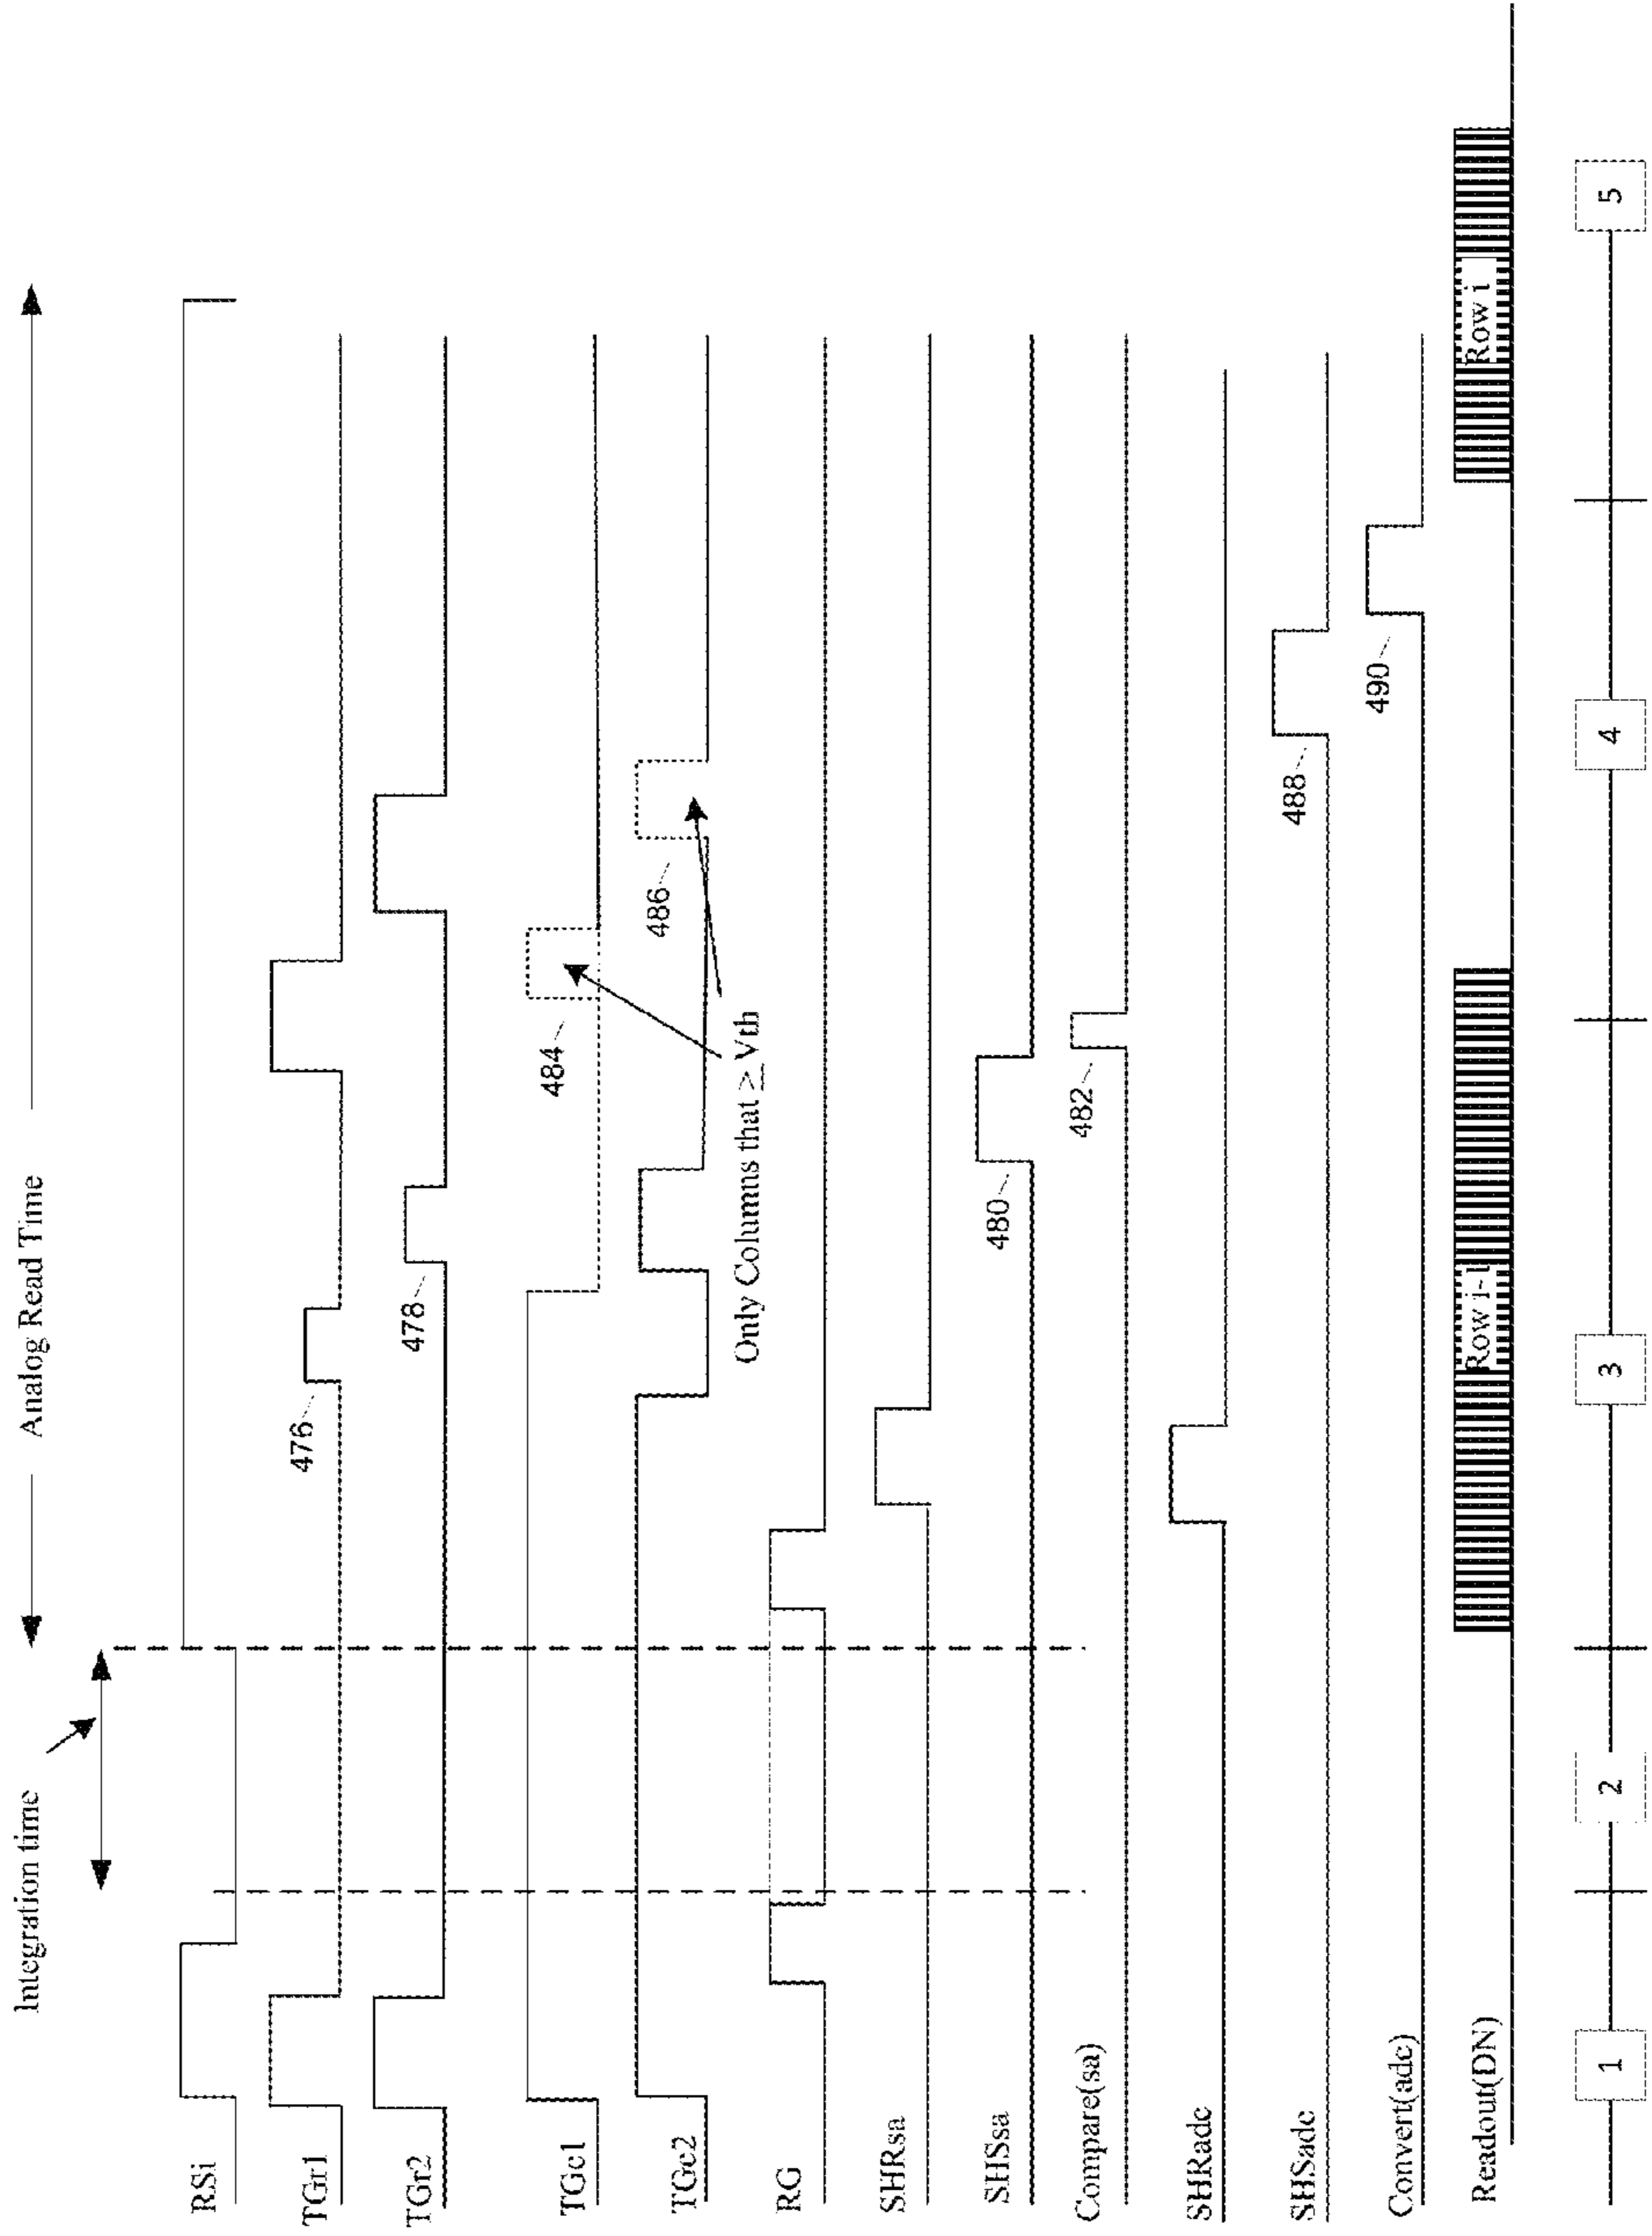 Integration time
Analog Read Time
RSi
TGr1
476
TGr2
478
TGc1
484
TGc2
486
Only Columns that ≥ Vth
RG
SHRsa
SHSsa
480
Compare(sa)
482
SHRadc
SHSadc
488
Convert(adc)
490
Readout(DN)
Row i-1
Row i
1
2
3
4
5